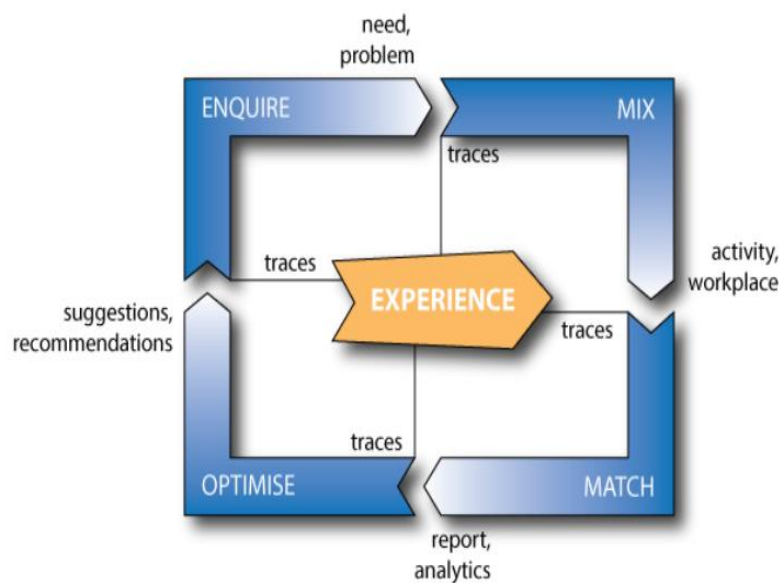 need,
problem
ENQUIRE
MIX
traces
traces
activity,
workplace
EXPERIENCE
suggestions,
recommendations
traces
traces
OPTIMISE
MATCH
report,
analytics